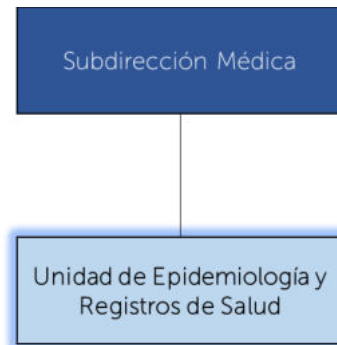 Subdirección Médica
Unidad de Epidemiología y
Registros de Salud